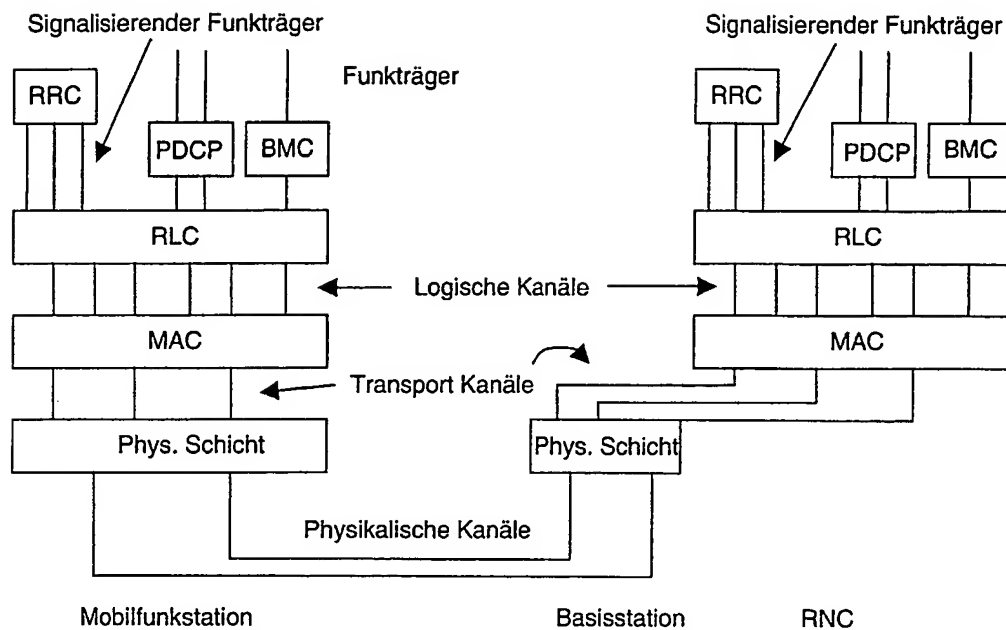 Signalisierender Funkträger
Signalisierender Funkträger
Funkträger
RRC
RRC
PDCP
BMC
PDCP
BMC
RLC
RLC
Logische Kanäle
MAC
MAC
Transport Kanäle
Phys. Schicht
Phys. Schicht
Physikalische Kanäle
Mobilfunkstation
Basisstation
RNC